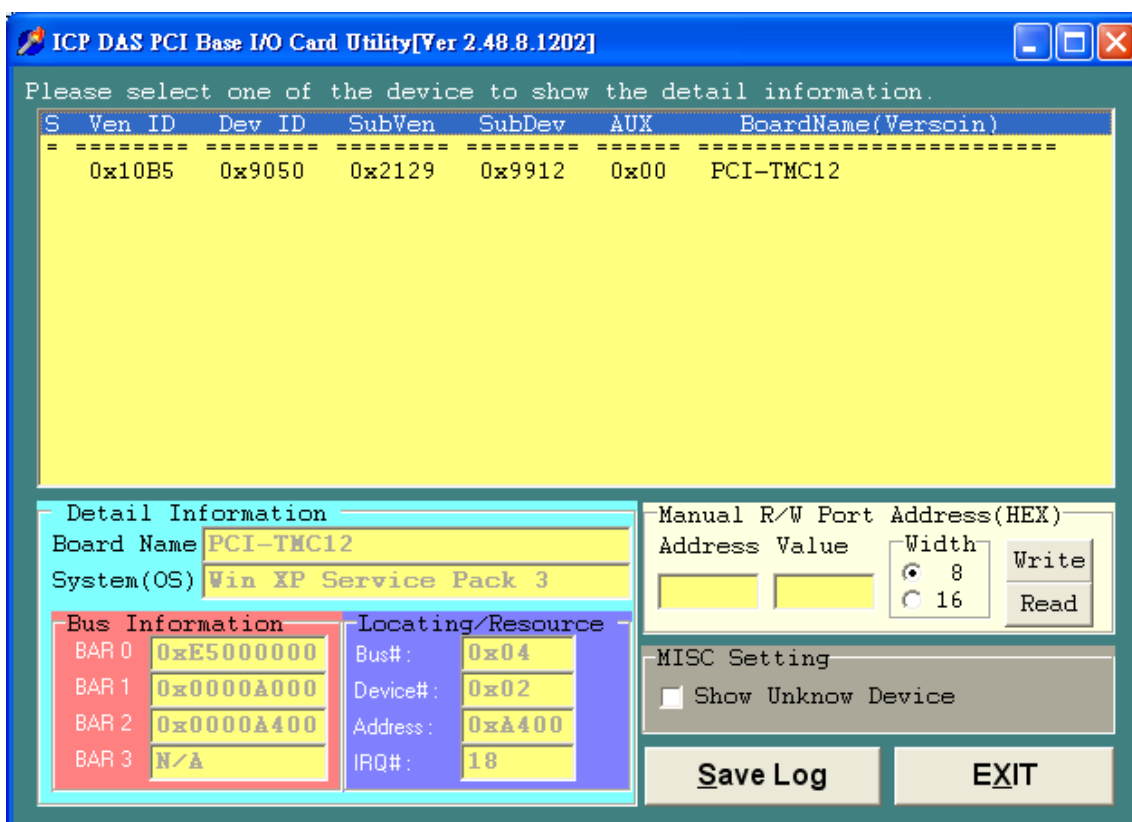 ICP DAS PCI Base I/O Card Utility[Ver 2.48.8.1202]
Please select one of the device to show the detail information.
S Ven ID Dev ID SubVen SubDev AUX BoardName(Versoin)
= ======== ======== ======== ======== ====== =========================
0x10B5 0x9050 0x2129 0x9912 0x00 PCI-TMC12
Detail Information
Board Name PCI-TMC12
System(OS) Win XP Service Pack 3
Bus Information
BAR 0 0xE5000000
BAR 1 0x0000A000
BAR 2 0x0000A400
BAR 3 N/A
Locating/Resource
Bus# : 0x04
Device# : 0x02
Address : 0xA400
IRQ# : 18
Manual R/W Port Address(HEX)
Address Value Width
8
16
Write
Read
MISC Setting
Show Unknow Device
Save Log EXIT